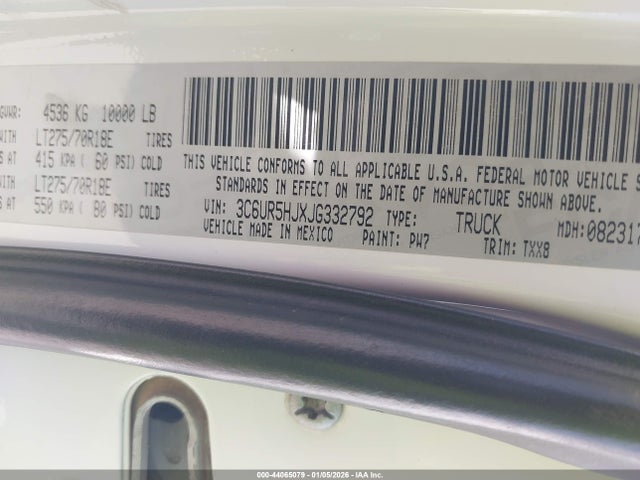 GVWR: 4536 KG 10000 LB
WITH LT275/70R18E TIRES
AT 415 KPA ( 60 PSI) COLD
WITH LT275/70R18E TIRES
AT 550 KPA ( 80 PSI) COLD
THIS VEHICLE CONFORMS TO ALL APPLICABLE U.S.A. FEDERAL MOTOR VEHICLE S
STANDARDS IN EFFECT ON THE DATE OF MANUFACTURE SHOWN ABOVE.
VIN: 3C6UR5HJXJG332792 TYPE: TRUCK MDH: 082317
VEHICLE MADE IN MEXICO PAINT: PW7 TRIM: TXX8
000-44065079 - 01/05/2026 - IAA Inc.